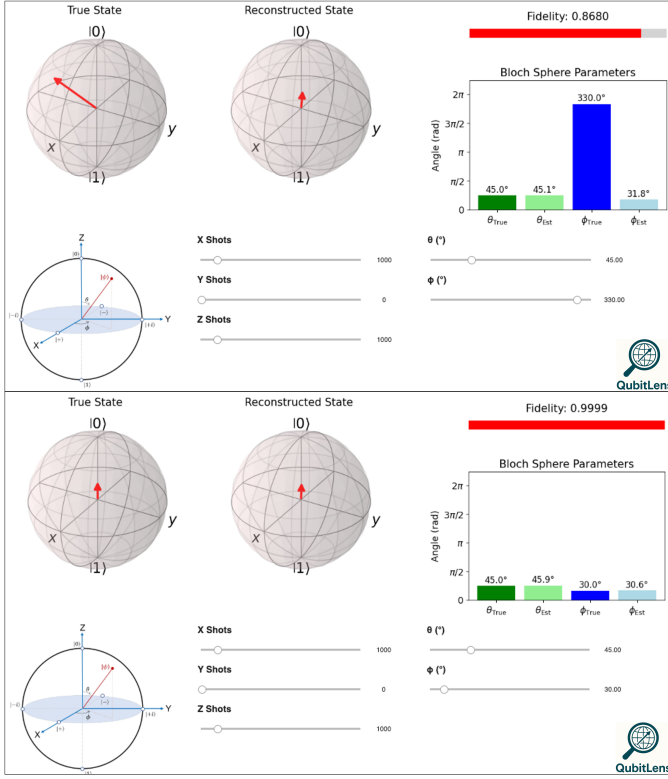 True State
Reconstructed State
Fidelity: 0.8680
|0⟩
|0⟩
Bloch Sphere Parameters
2π
3π/2
π
π/2
0
Angle (rad)
330.0°
45.0°
45.1°
31.8°
θTrue
θEst
ϕTrue
ϕEst
x
y
x
y
|1⟩
|1⟩
Z
|0⟩
|ψ⟩
θ
|−⟩
|−i⟩
|+i⟩
Y
ϕ
|+⟩
X
|1⟩
X Shots
1000
Y Shots
0
Z Shots
1000
θ (°)
45.00
ϕ (°)
330.00
QubitLens
True State
Reconstructed State
Fidelity: 0.9999
|0⟩
|0⟩
Bloch Sphere Parameters
2π
3π/2
π
π/2
0
Angle (rad)
45.0°
45.9°
30.0°
30.6°
θTrue
θEst
ϕTrue
ϕEst
x
y
x
y
|1⟩
|1⟩
Z
|0⟩
|ψ⟩
θ
|−⟩
|−i⟩
|+i⟩
Y
ϕ
|+⟩
X
|1⟩
X Shots
1000
Y Shots
0
Z Shots
1000
θ (°)
45.00
ϕ (°)
30.00
QubitLens